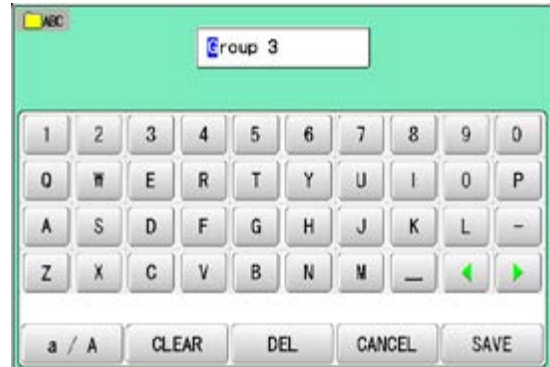 ABC
Group 3
1 2 3 4 5 6 7 8 9 0
Q W E R T Y U I O P
A S D F G H J K L -
Z X C V B N M _
a / A CLEAR DEL CANCEL SAVE